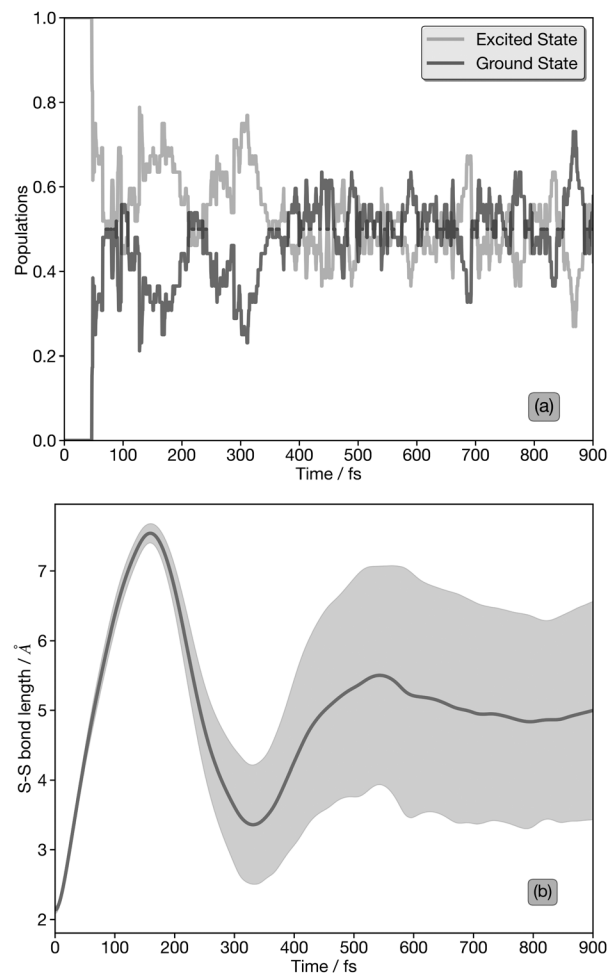 1.0
0.8
0.6
0.4
0.2
0.0
Populations
Excited State
Ground State
(a)
0 100 200 300 400 500 600 700 800 900
Time / fs
7
6
5
4
3
2
S-S bond length / Å
(b)
0 100 200 300 400 500 600 700 800 900
Time / fs